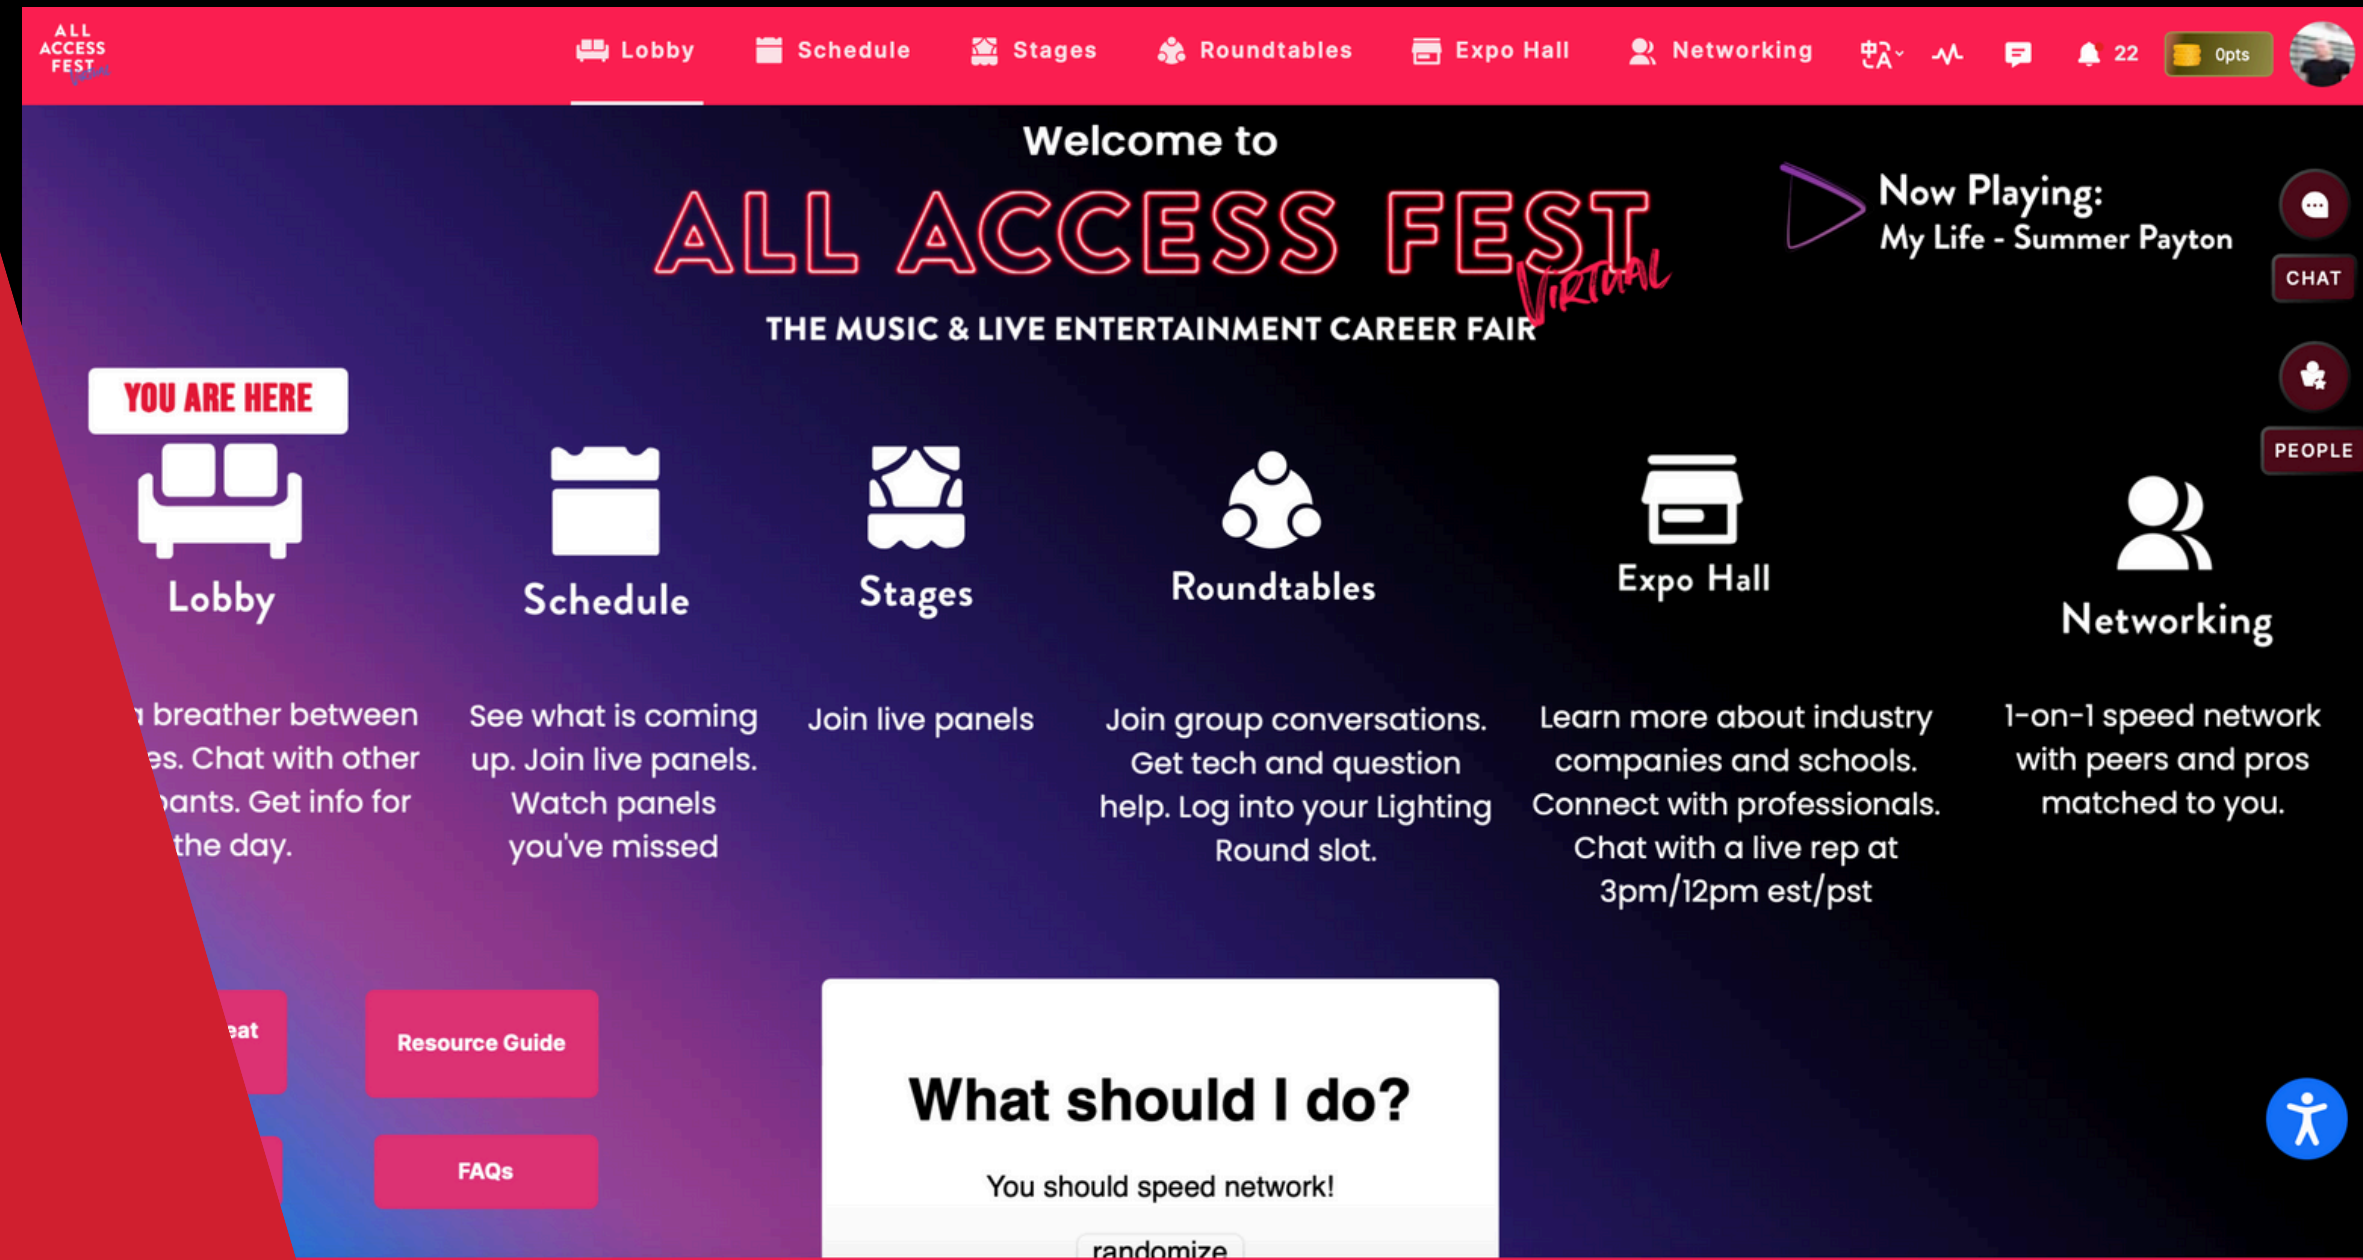 ALL
ACCESS
FEST
Virtual
Lobby
Schedule
Stages
Roundtables
Expo Hall
Networking
22
0pts
Welcome to
ALL ACCESS FEST
VIRTUAL
THE MUSIC & LIVE ENTERTAINMENT CAREER FAIR
Now Playing:
My Life - Summer Payton
CHAT
PEOPLE
YOU ARE HERE
Lobby
Schedule
Stages
Roundtables
Expo Hall
Networking
breather between
Chat with other
Get info for
the day.
See what is coming
up. Join live panels.
Watch panels
you've missed
Join live panels
Join group conversations.
Get tech and question
help. Log into your Lighting
Round slot.
Learn more about industry
companies and schools.
Connect with professionals.
Chat with a live rep at
3pm/12pm est/pst
1-on-1 speed network
with peers and pros
matched to you.
Resource Guide
FAQs
What should I do?
You should speed network!
randomize